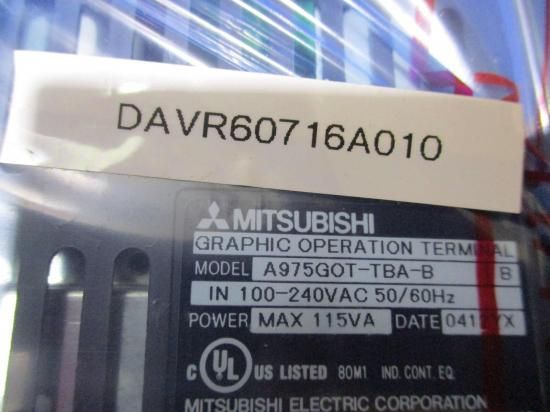 DAVR60716A010
MITSUBISHI
GRAPHIC OPERATION TERMINAL
MODEL A975GOT-TBA-B B
IN 100-240VAC 50/60Hz
POWER MAX 115VA DATE
C UL US LISTED 80M1 IND. CONT. EQ.
MITSUBISHI ELECTRIC CORPORATION